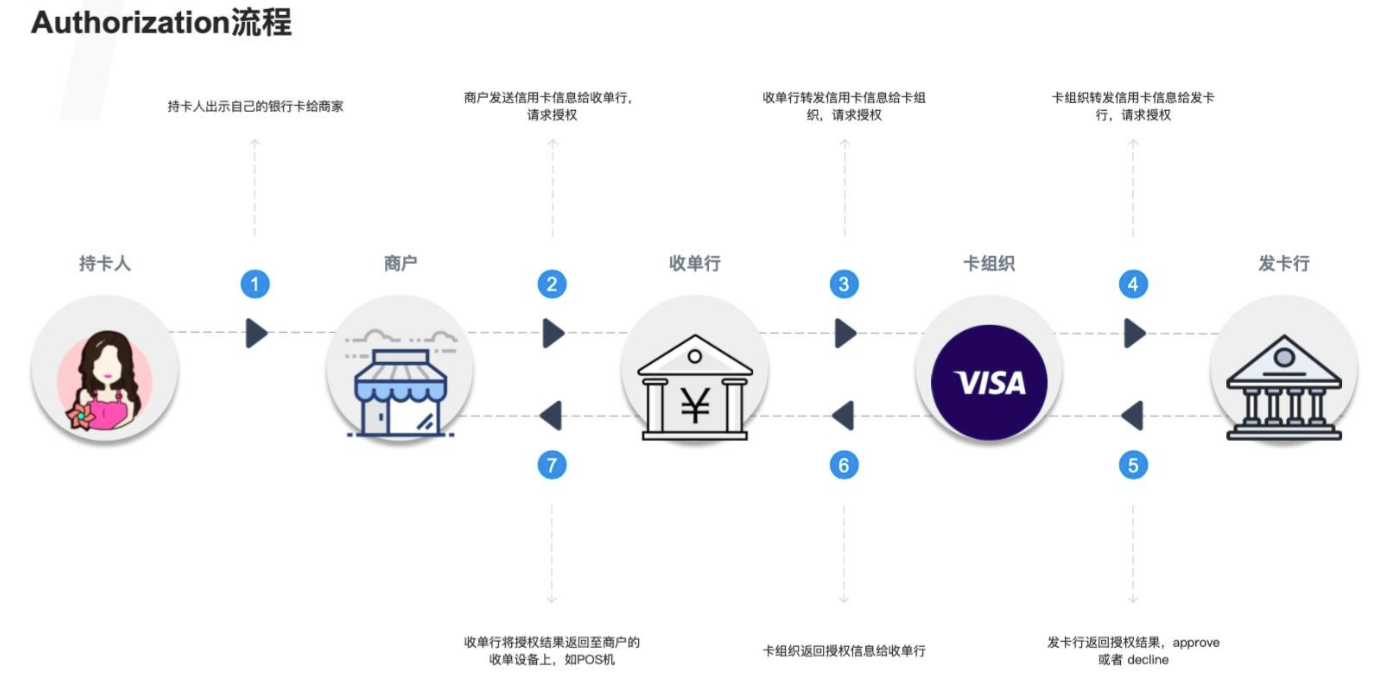 Authorization流程
持卡人出示自己的银行卡给商家
商户发送信用卡信息给收单行，
请求授权
收单行转发信用卡信息给卡组
织，请求授权
卡组织转发信用卡信息给发卡
行，请求授权
持卡人
1
商户
2
收单行
3
卡组织
4
发卡行
¥
VISA
7
6
5
收单行将授权结果返回至商户的
收单设备上，如POS机
卡组织返回授权信息给收单行
发卡行返回授权结果，approve
或者 decline